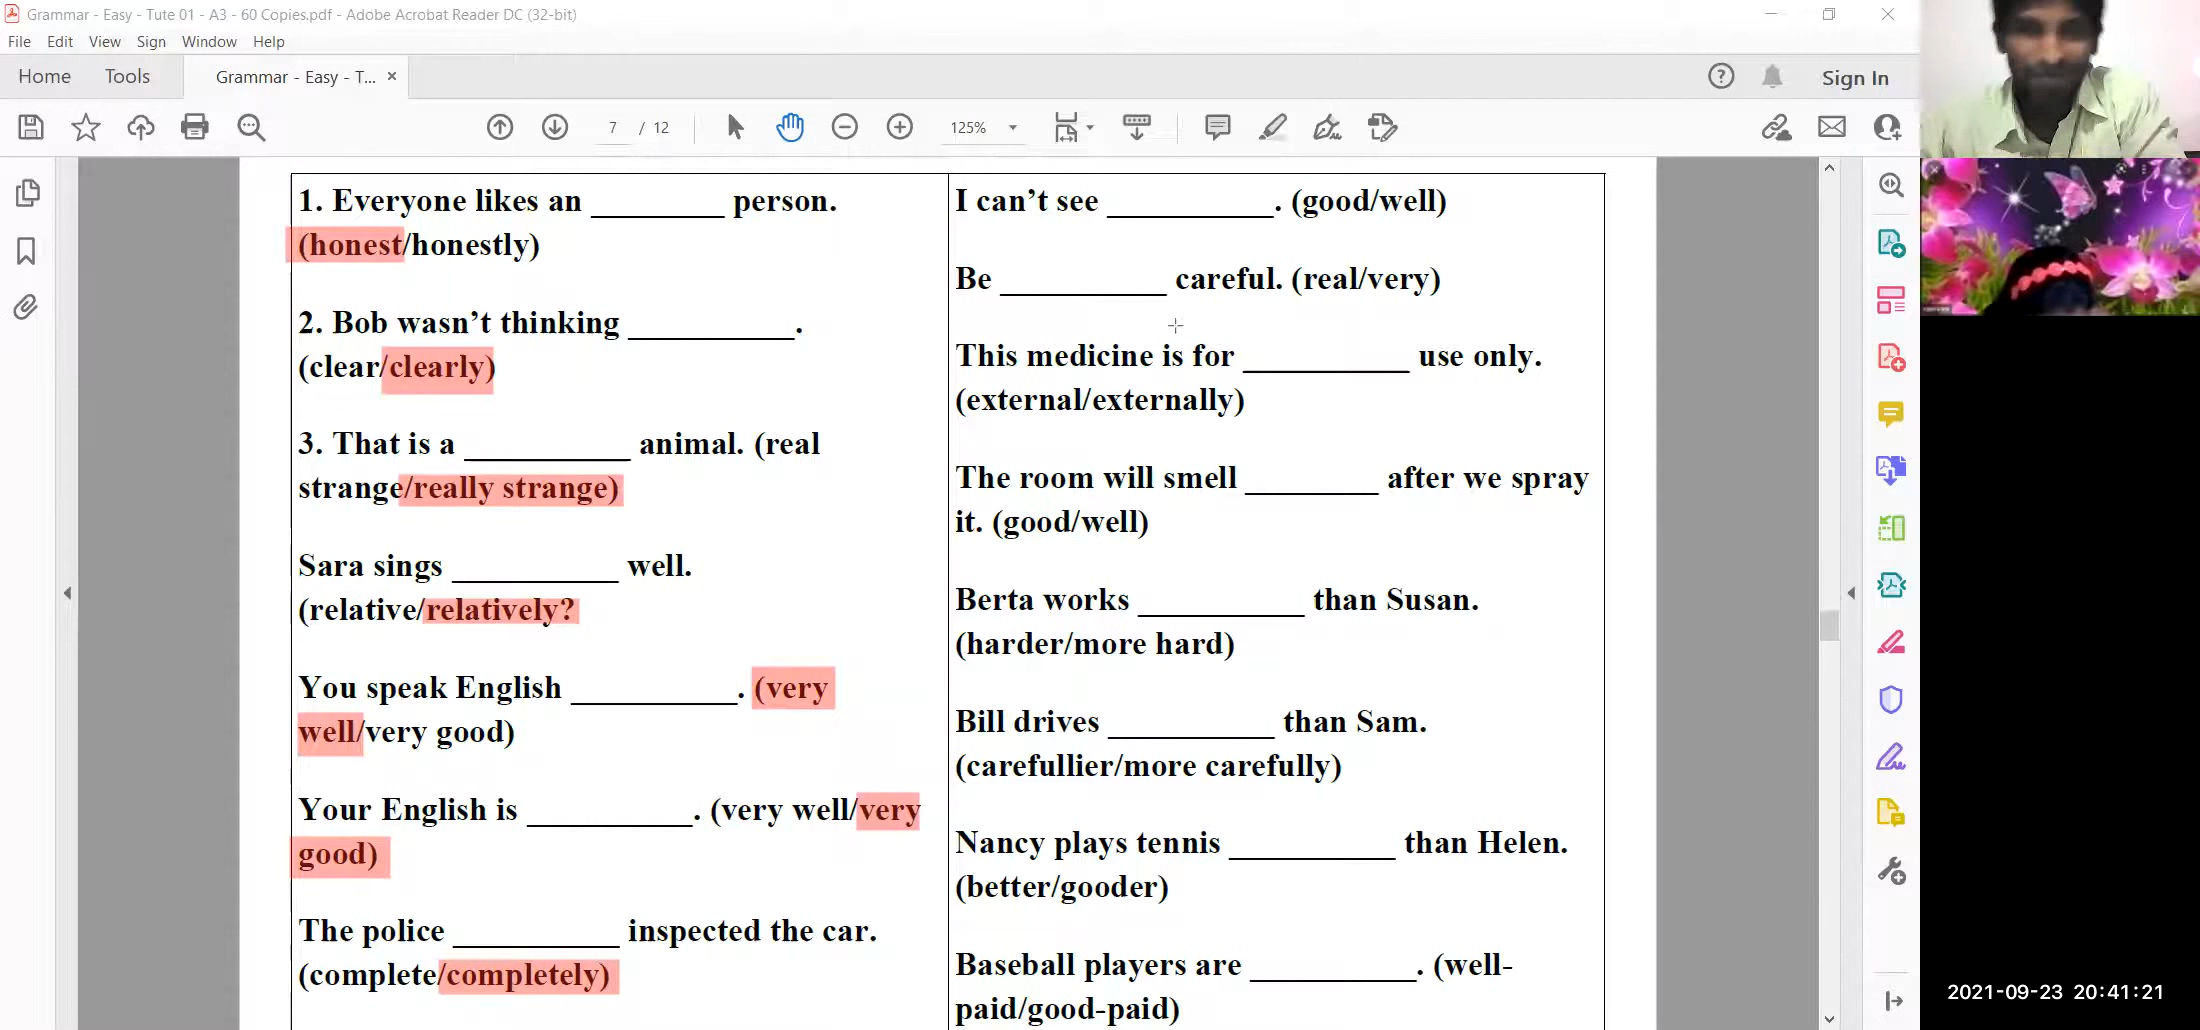 Grammar - Easy - Tute 01 - A3 - 60 Copies.pdf - Adobe Acrobat Reader DC (32-bit)
File Edit View Sign Window Help
Home Tools Grammar - Easy - T... × Sign In
7 / 12 125%
1. Everyone likes an ________ person.
(honest/honestly)
2. Bob wasn’t thinking __________.
(clear/clearly)
3. That is a __________ animal. (real
strange/really strange)
Sara sings __________ well.
(relative/relatively?
You speak English __________. (very
well/very good)
Your English is __________. (very well/very
good)
The police __________ inspected the car.
(complete/completely)
I can’t see __________. (good/well)
Be __________ careful. (real/very)
This medicine is for __________ use only.
(external/externally)
The room will smell ________ after we spray
it. (good/well)
Berta works __________ than Susan.
(harder/more hard)
Bill drives __________ than Sam.
(carefullier/more carefully)
Nancy plays tennis __________ than Helen.
(better/gooder)
Baseball players are __________. (well-
paid/good-paid)
2021-09-23 20:41:21